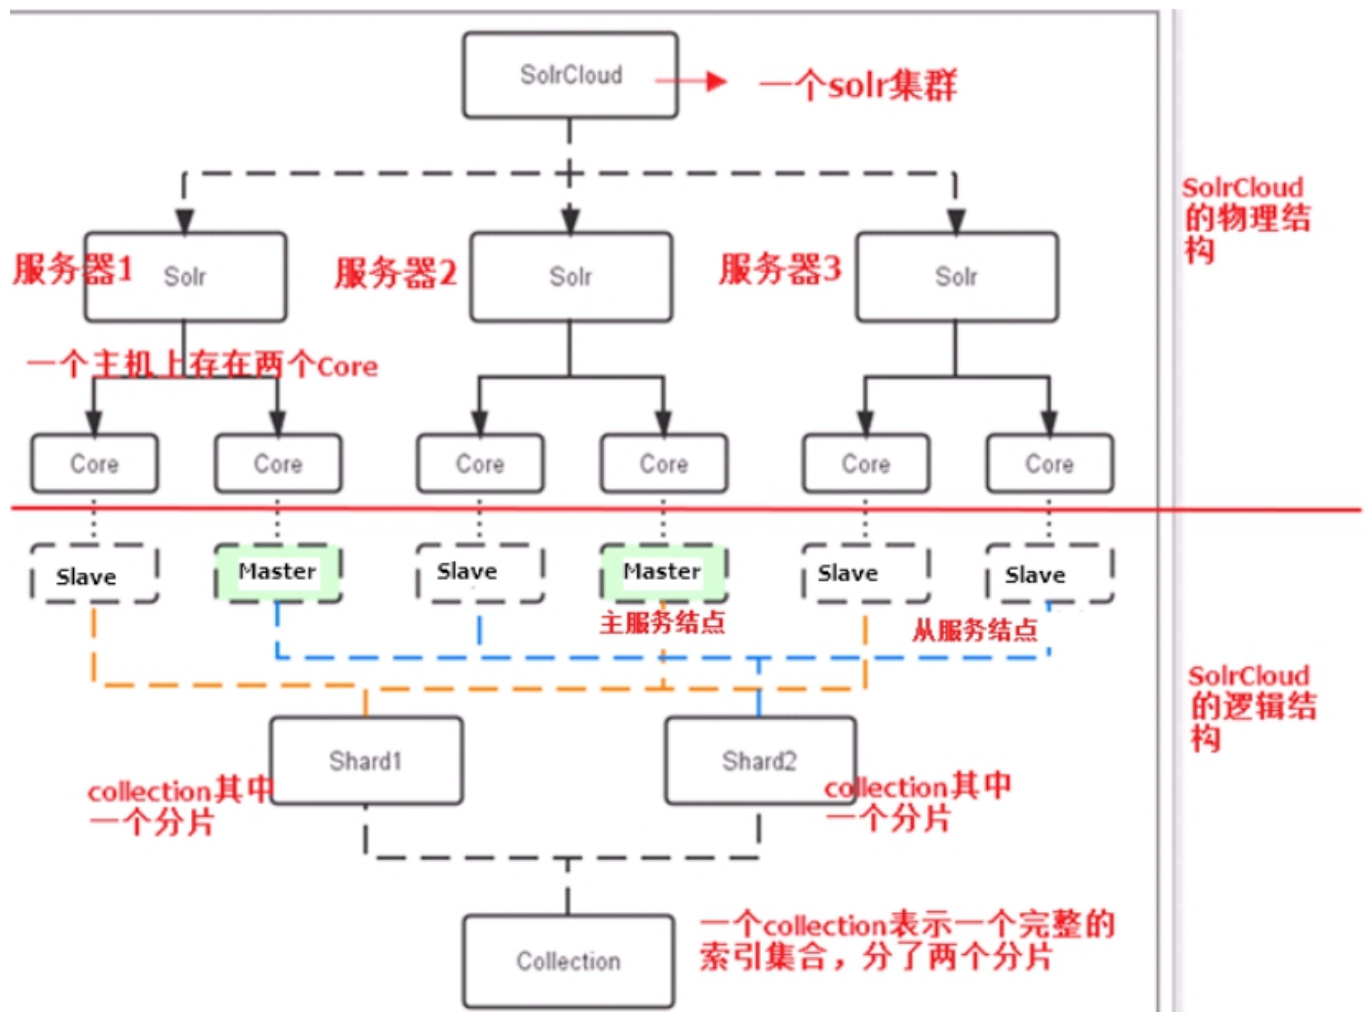 SolrCloud
一个solr集群
SolrCloud
的物理结
构
服务器1
Solr
服务器2
Solr
服务器3
Solr
一个主机上存在两个Core
Core
Core
Core
Core
Core
Core
Slave
Master
Slave
Master
Slave
Slave
主服务结点
从服务结点
SolrCloud
的逻辑结
构
Shard1
Shard2
collection其中
一个分片
collection其中
一个分片
Collection
一个collection表示一个完整的
索引集合，分了两个分片